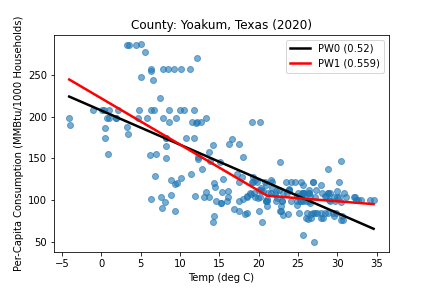 County: Yoakum, Texas (2020)
PW0 (0.52)
PW1 (0.559)
Per-Capita Consumption (MMBtu/1000 Households)
250
200
150
100
50
−5 0 5 10 15 20 25 30 35
Temp (deg C)